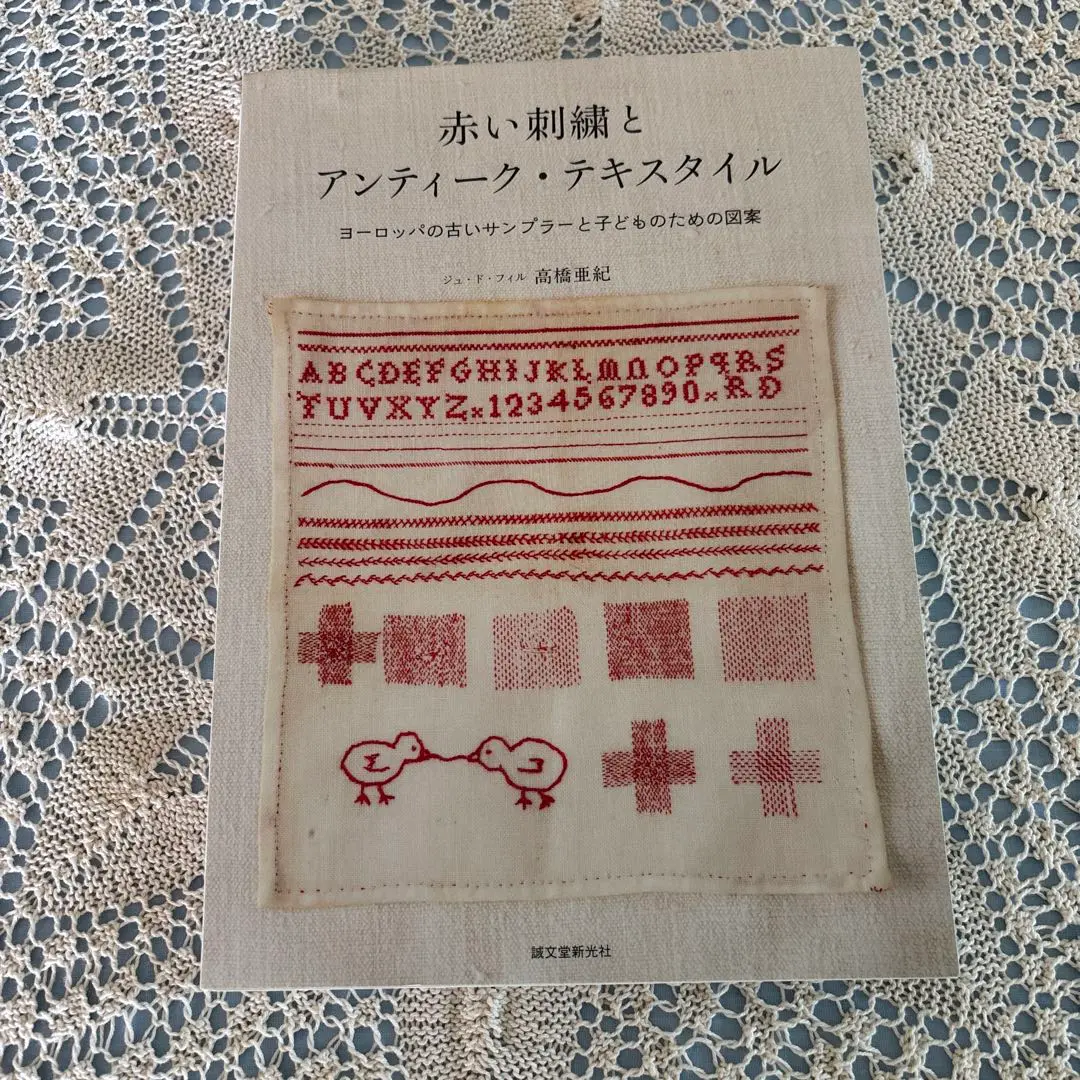 赤い刺繍と
アンティーク・テキスタイル
ヨーロッパの古いサンプラーと子どものための図案
ジュ・ド・フィル 高橋亜紀
ABCDEFGHIJKLMNOPQRS
TUVXYZ×1234567890×RD
誠文堂新光社